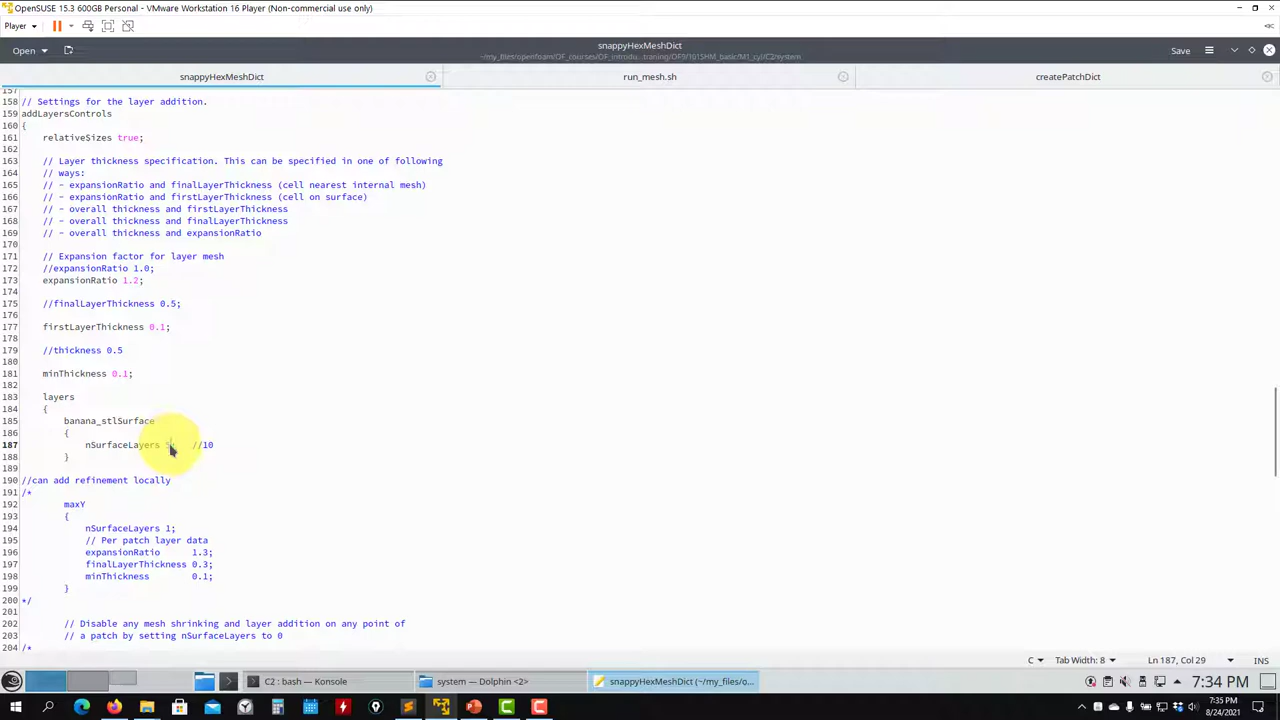 OpenSUSE 15.3 600GB Personal - VMware Workstation 16 Player (Non-commercial use only)
Player
Open
snappyHexMeshDict
Save
snappyHexMeshDict
run_mesh.sh
createPatchDict
157
158 // Settings for the layer addition.
159 addLayersControls
160 {
161 relativeSizes true;
162
163 // Layer thickness specification. This can be specified in one of following
164 // ways:
165 // - expansionRatio and finalLayerThickness (cell nearest internal mesh)
166 // - expansionRatio and firstLayerThickness (cell on surface)
167 // - overall thickness and firstLayerThickness
168 // - overall thickness and finalLayerThickness
169 // - overall thickness and expansionRatio
170
171 // Expansion factor for layer mesh
172 //expansionRatio 1.0;
173 expansionRatio 1.2;
174
175 //finalLayerThickness 0.5;
176
177 firstLayerThickness 0.1;
178
179 //thickness 0.5
180
181 minThickness 0.1;
182
183 layers
184 {
185 banana_stlSurface
186 {
187 nSurfaceLayers //10
188 }
189
190 //can add refinement locally
191 /*
192 maxY
193 {
194 nSurfaceLayers 1;
195 // Per patch layer data
196 expansionRatio 1.3;
197 finalLayerThickness 0.3;
198 minThickness 0.1;
199 }
200 */
201
202 // Disable any mesh shrinking and layer addition on any point of
203 // a patch by setting nSurfaceLayers to 0
204 /*
C Tab Width: 8 Ln 187, Col 29 INS
C2 : bash — Konsole
system — Dolphin <2>
snappyHexMeshDict (~/my_files/o...
7:34 PM
7:35 PM
8/24/2021